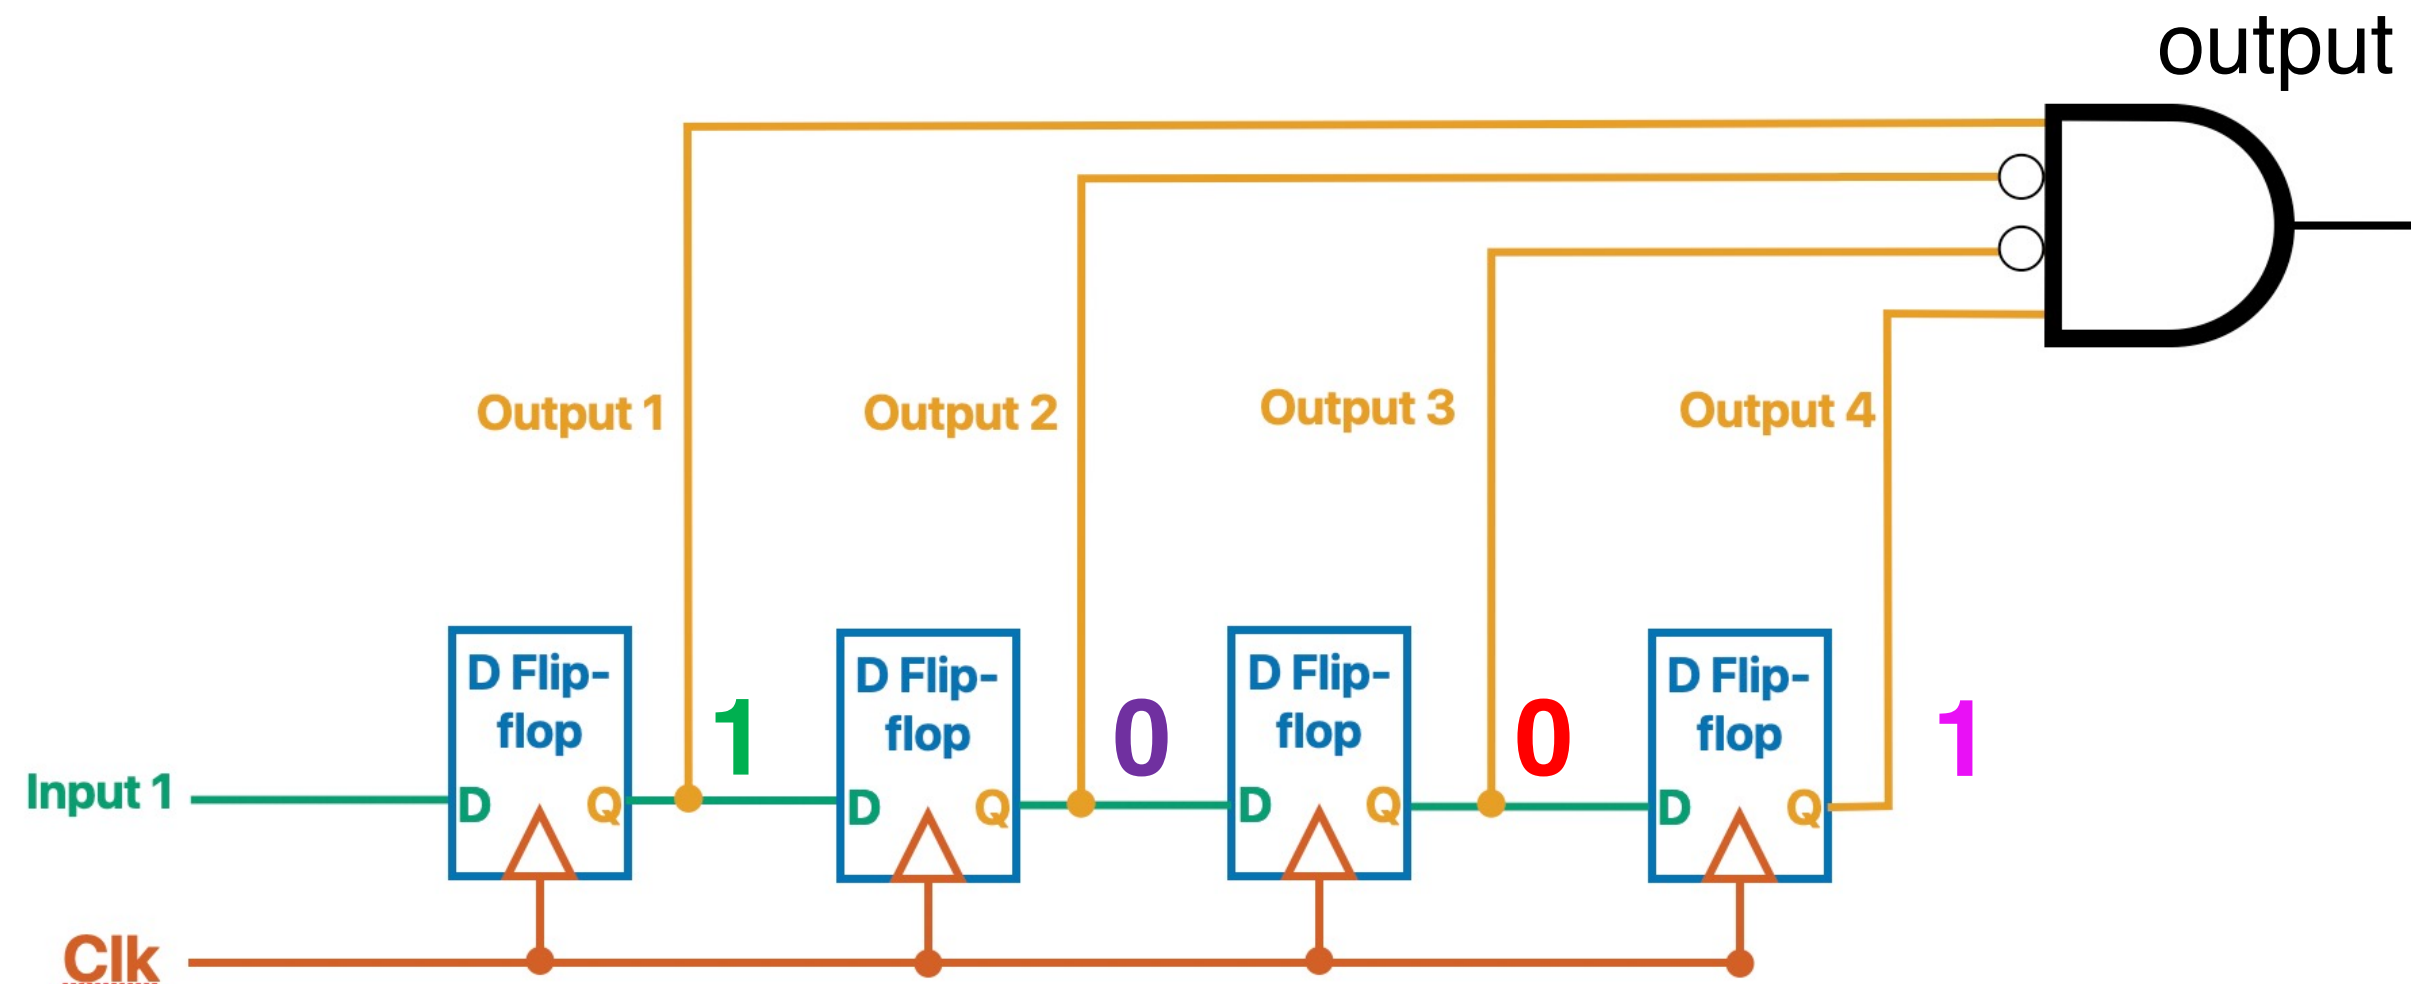 output
Output 1
Output 2
Output 3
Output 4
D Flip-
flop
D Flip-
flop
D Flip-
flop
D Flip-
flop
1
0
0
1
Input 1
D
Q
D
Q
D
Q
D
Q
Clk